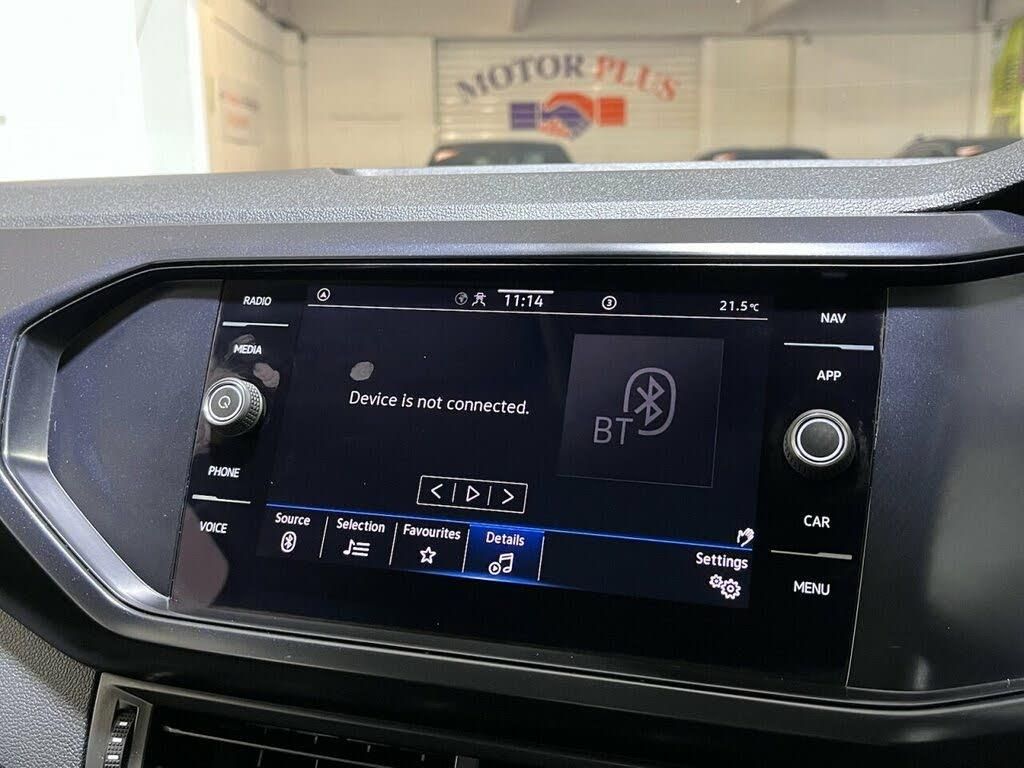 MOTOR PLUS
RADIO
MEDIA
PHONE
VOICE
11:14
3
21.5°C
Device is not connected.
BT
Source
Selection
Favourites
Details
Settings
NAV
APP
CAR
MENU